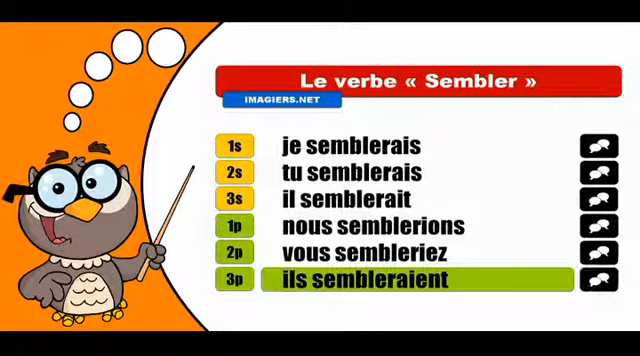 Le verbe « Sembler »
IMAGIERS.NET
1s je semblerais
2s tu semblerais
3s il semblerait
1p nous semblerions
2p vous sembleriez
3p ils sembleraient